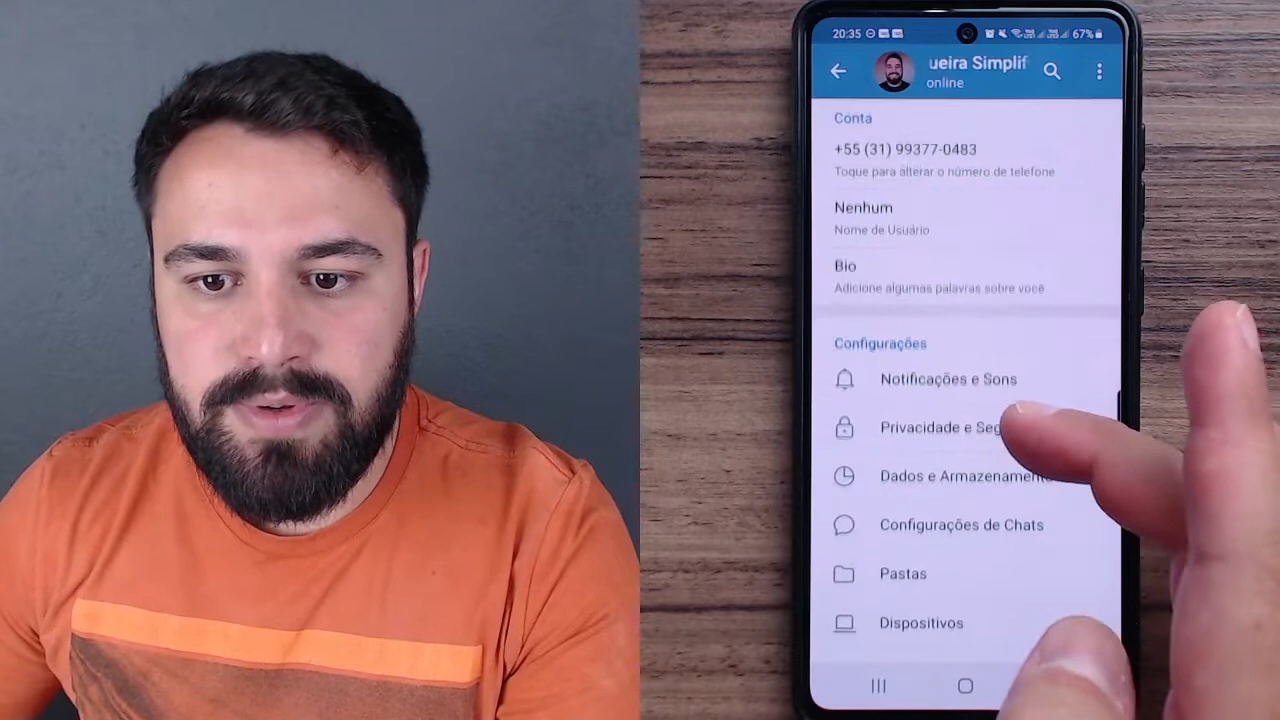 20:35
67%
ueira Simplif
online
Conta
+55 (31) 99377-0483
Toque para alterar o número de telefone
Nenhum
Nome de Usuário
Bio
Adicione algumas palavras sobre você
Configurações
Notificações e Sons
Privacidade e Seg
Dados e Armazenamen
Configurações de Chats
Pastas
Dispositivos